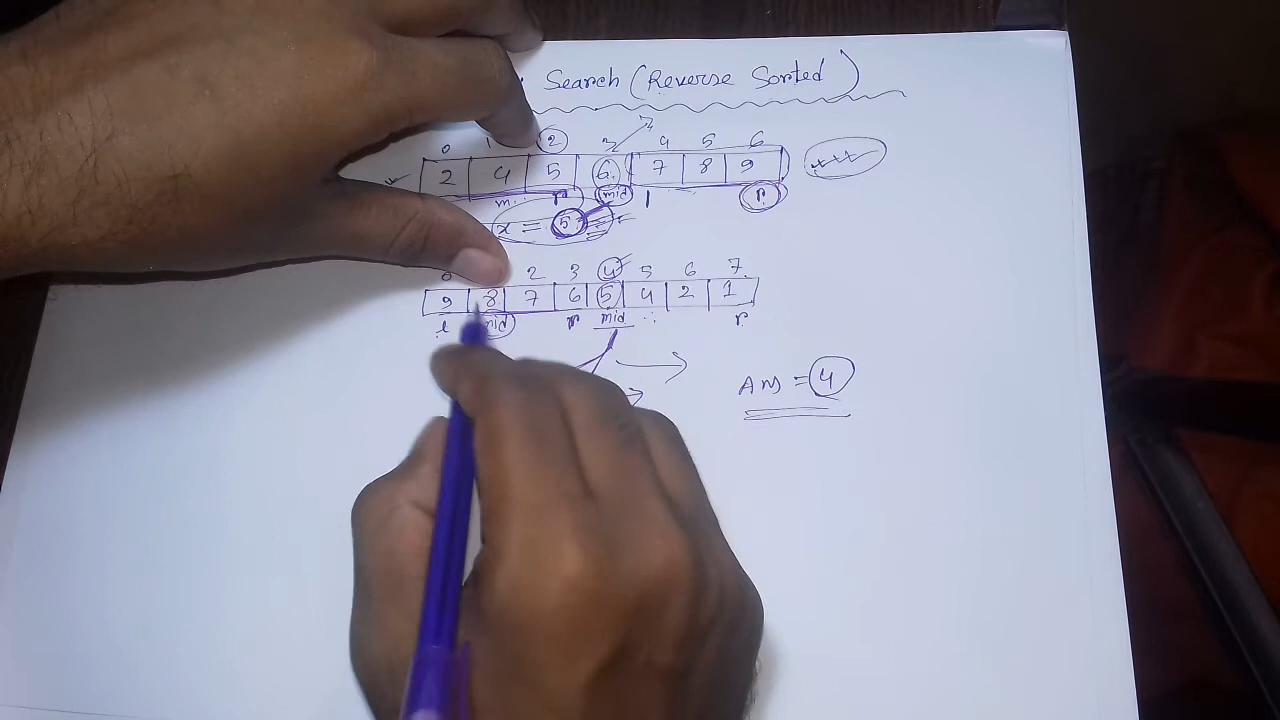 Search (Reverse Sorted)
0 1 2 3 4 5 6
2 4 5 6 7 8 9
m r mid l r
x = 5
0 2 3 4 5 6 7
9 8 7 6 5 4 2 1
l mid r mid r
Ans = 4